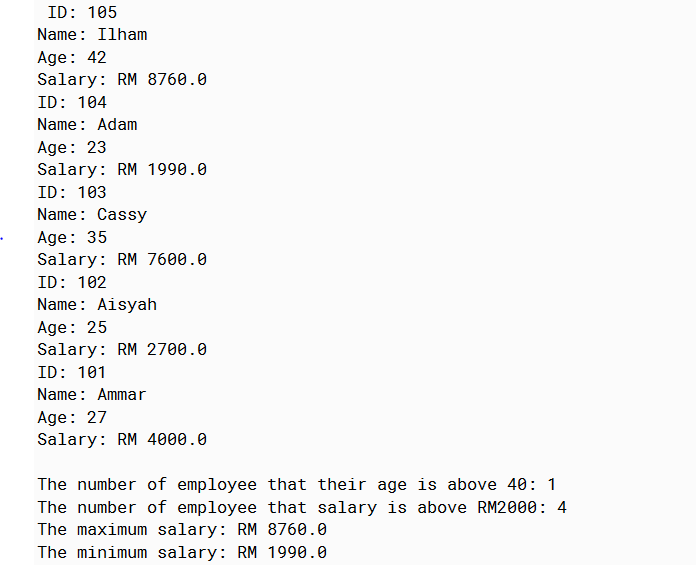 ID: 105
Name: Ilham
Age: 42
Salary: RM 8760.0
ID: 104
Name: Adam
Age: 23
Salary: RM 1990.0
ID: 103
Name: Cassy
Age: 35
Salary: RM 7600.0
ID: 102
Name: Aisyah
Age: 25
Salary: RM 2700.0
ID: 101
Name: Ammar
Age: 27
Salary: RM 4000.0
The number of employee that their age is above 40: 1
The number of employee that salary is above RM2000: 4
The maximum salary: RM 8760.0
The minimum salary: RM 1990.0